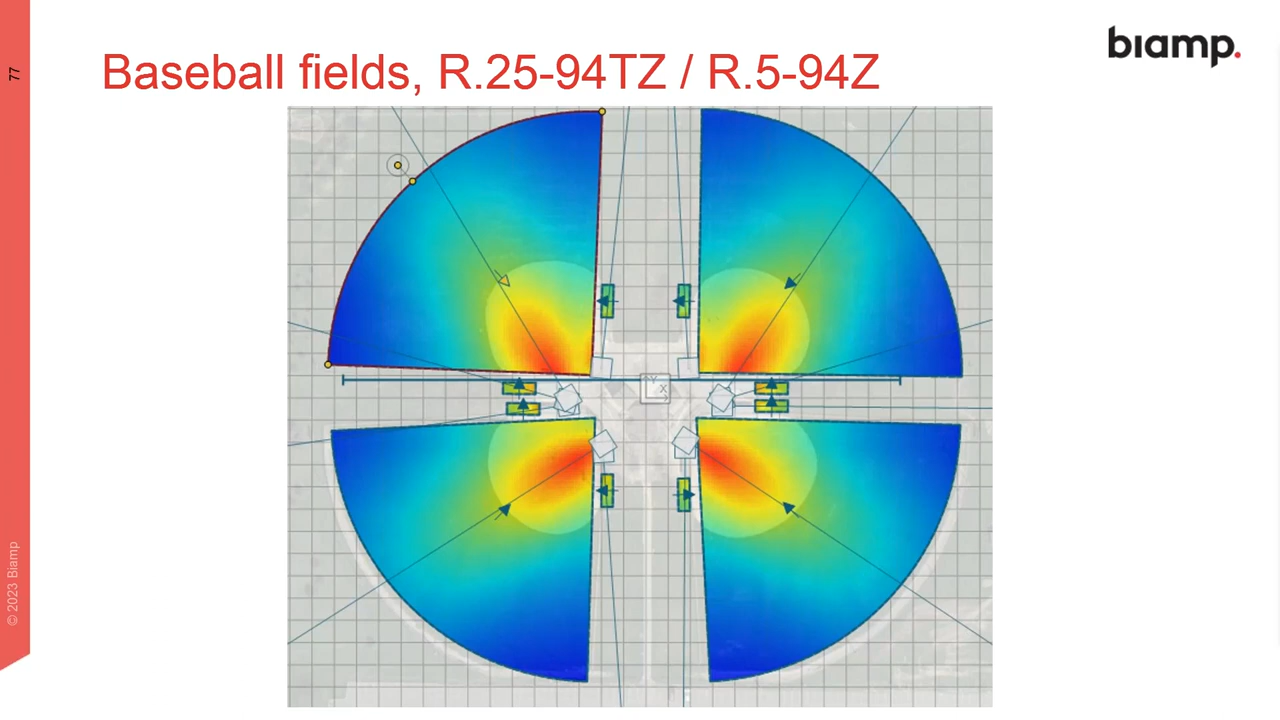 77
Baseball fields, R.25-94TZ / R.5-94Z
biamp.
Y
X
© 2023 Biamp